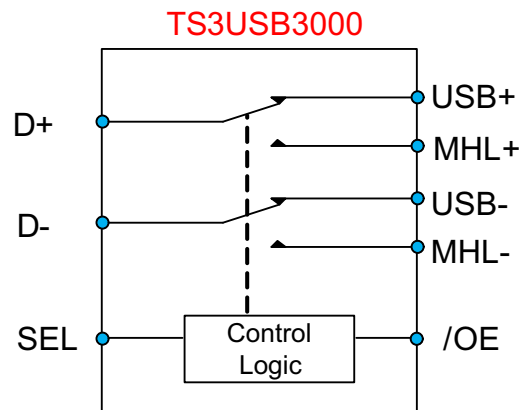 TS3USB3000
D+
USB+
MHL+
D-
USB-
MHL-
SEL
Control
Logic
/OE